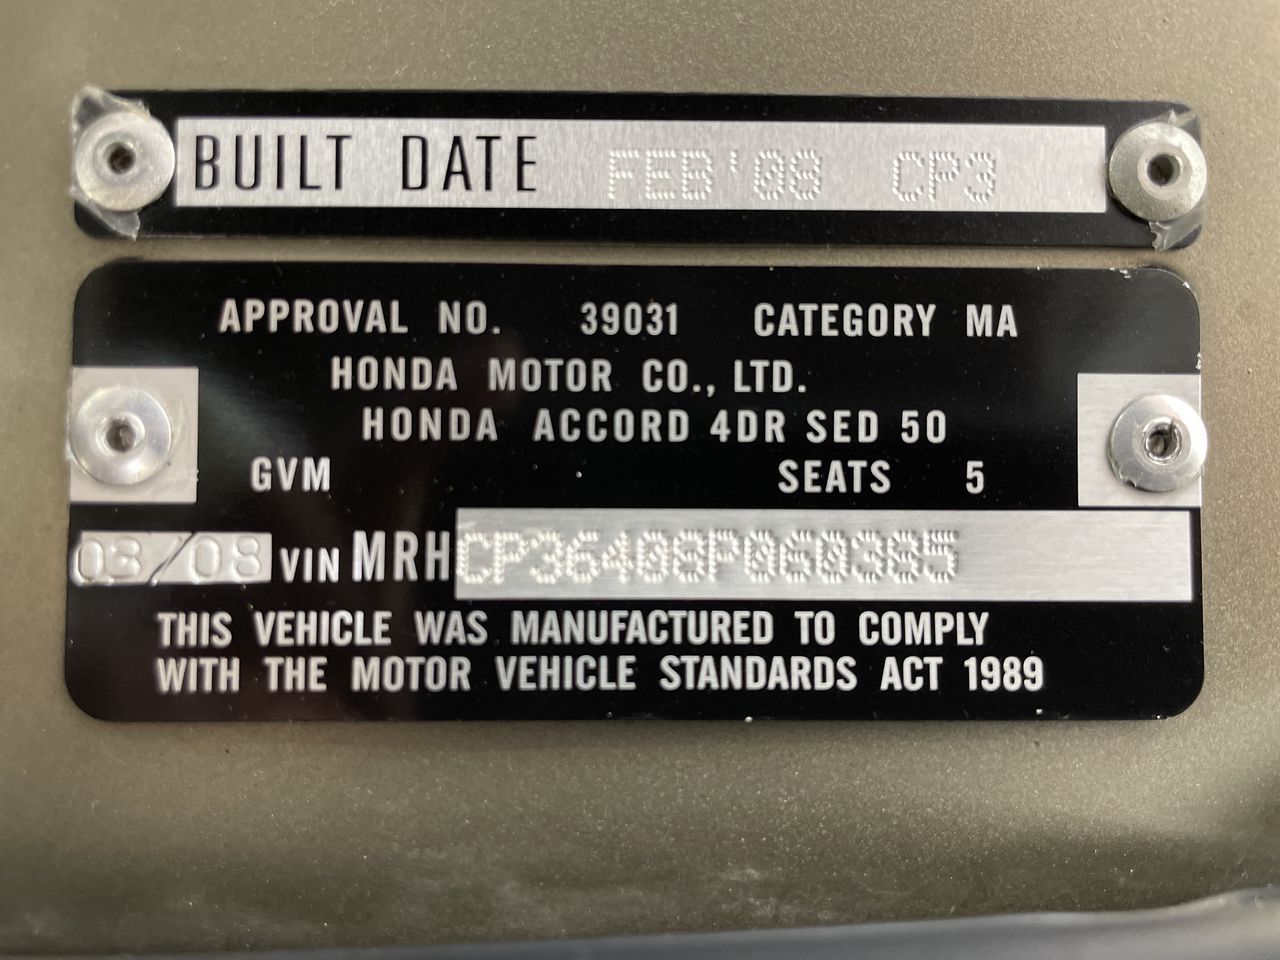 BUILT DATE FEB'08 CP3
APPROVAL NO. 39031 CATEGORY MA
HONDA MOTOR CO., LTD.
HONDA ACCORD 4DR SED 50
GVM SEATS 5
03/08 VIN MRHCP36408P060385
THIS VEHICLE WAS MANUFACTURED TO COMPLY
WITH THE MOTOR VEHICLE STANDARDS ACT 1989